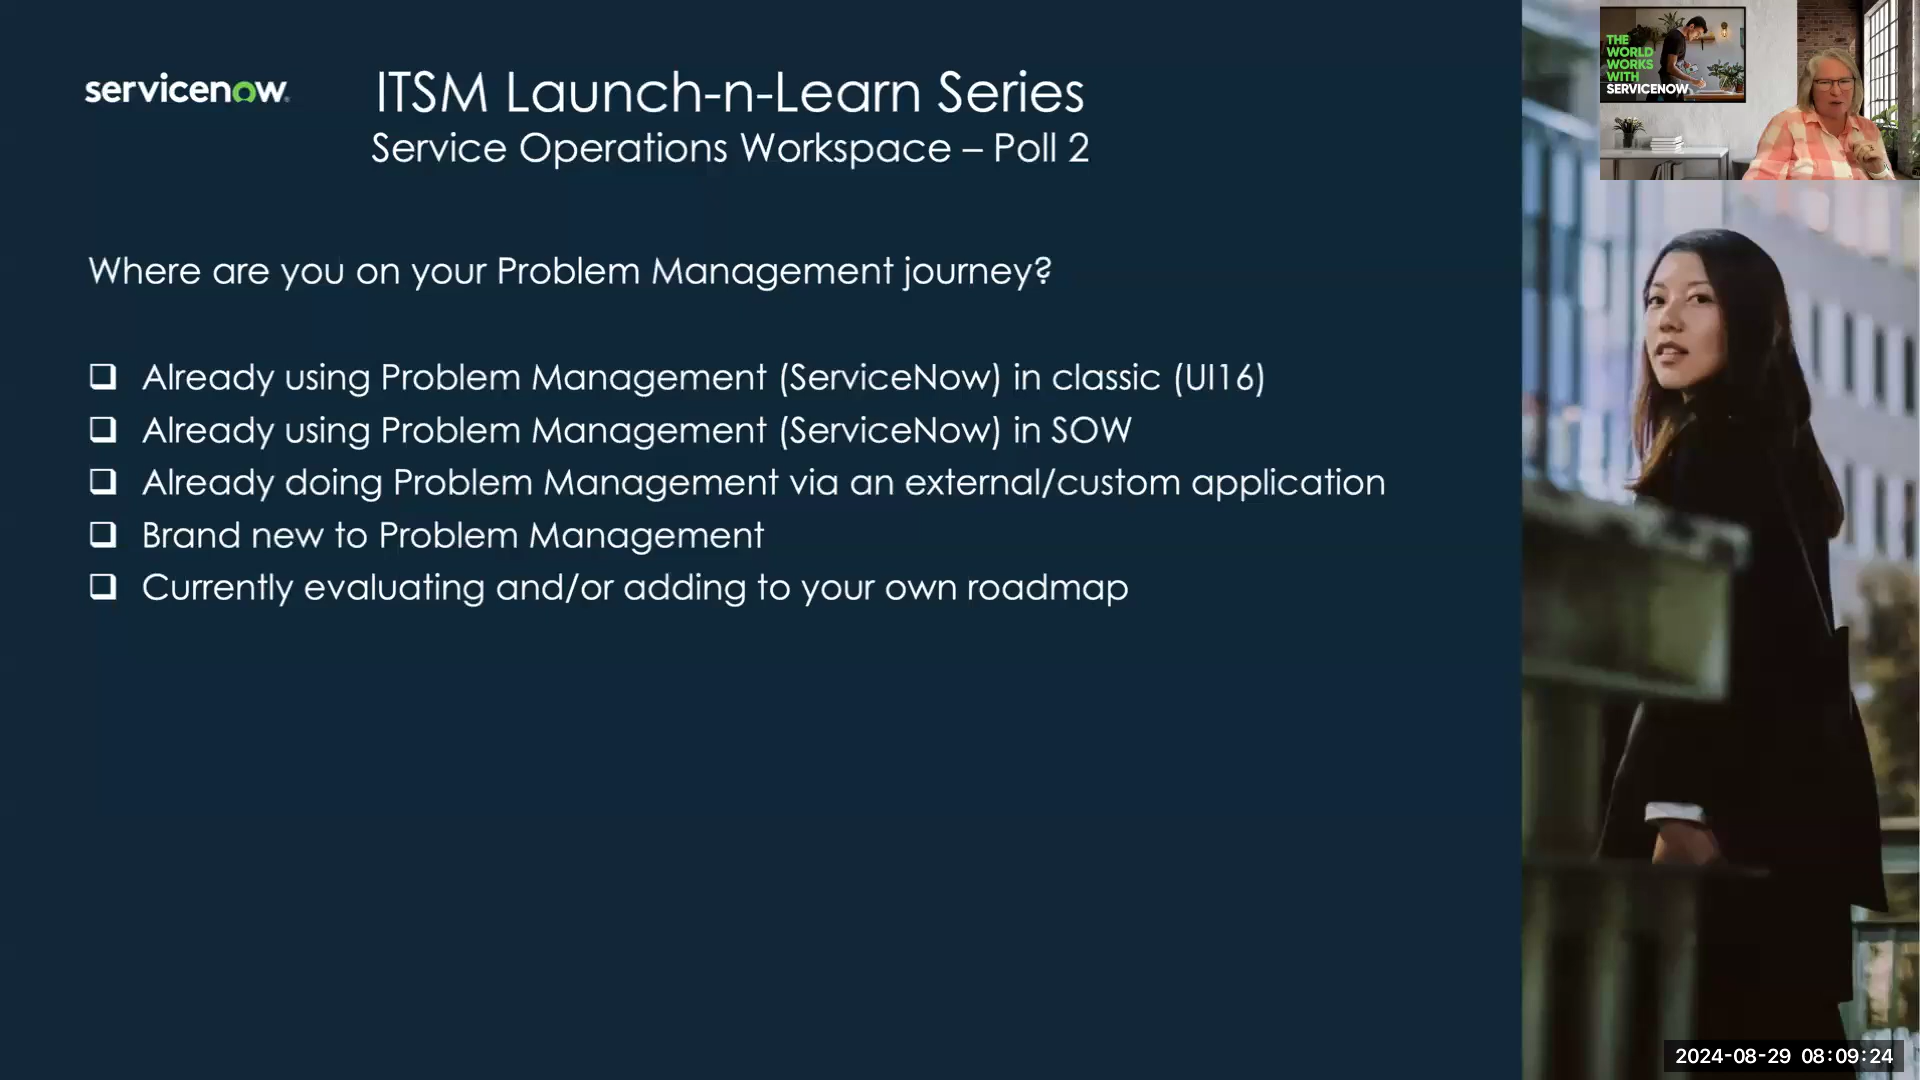 servicenow
ITSM Launch-n-Learn Series
Service Operations Workspace – Poll 2
Where are you on your Problem Management journey?
❑ Already using Problem Management (ServiceNow) in classic (UI16)
❑ Already using Problem Management (ServiceNow) in SOW
❑ Already doing Problem Management via an external/custom application
❑ Brand new to Problem Management
❑ Currently evaluating and/or adding to your own roadmap
THE
WORLD
WORKS
WITH
SERVICENOW
2024-08-29 08:09:24